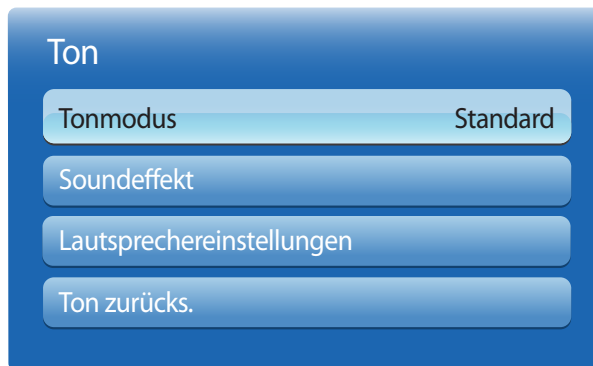 Ton
Tonmodus Standard
Soundeffekt
Lautsprechereinstellungen
Ton zurücks.